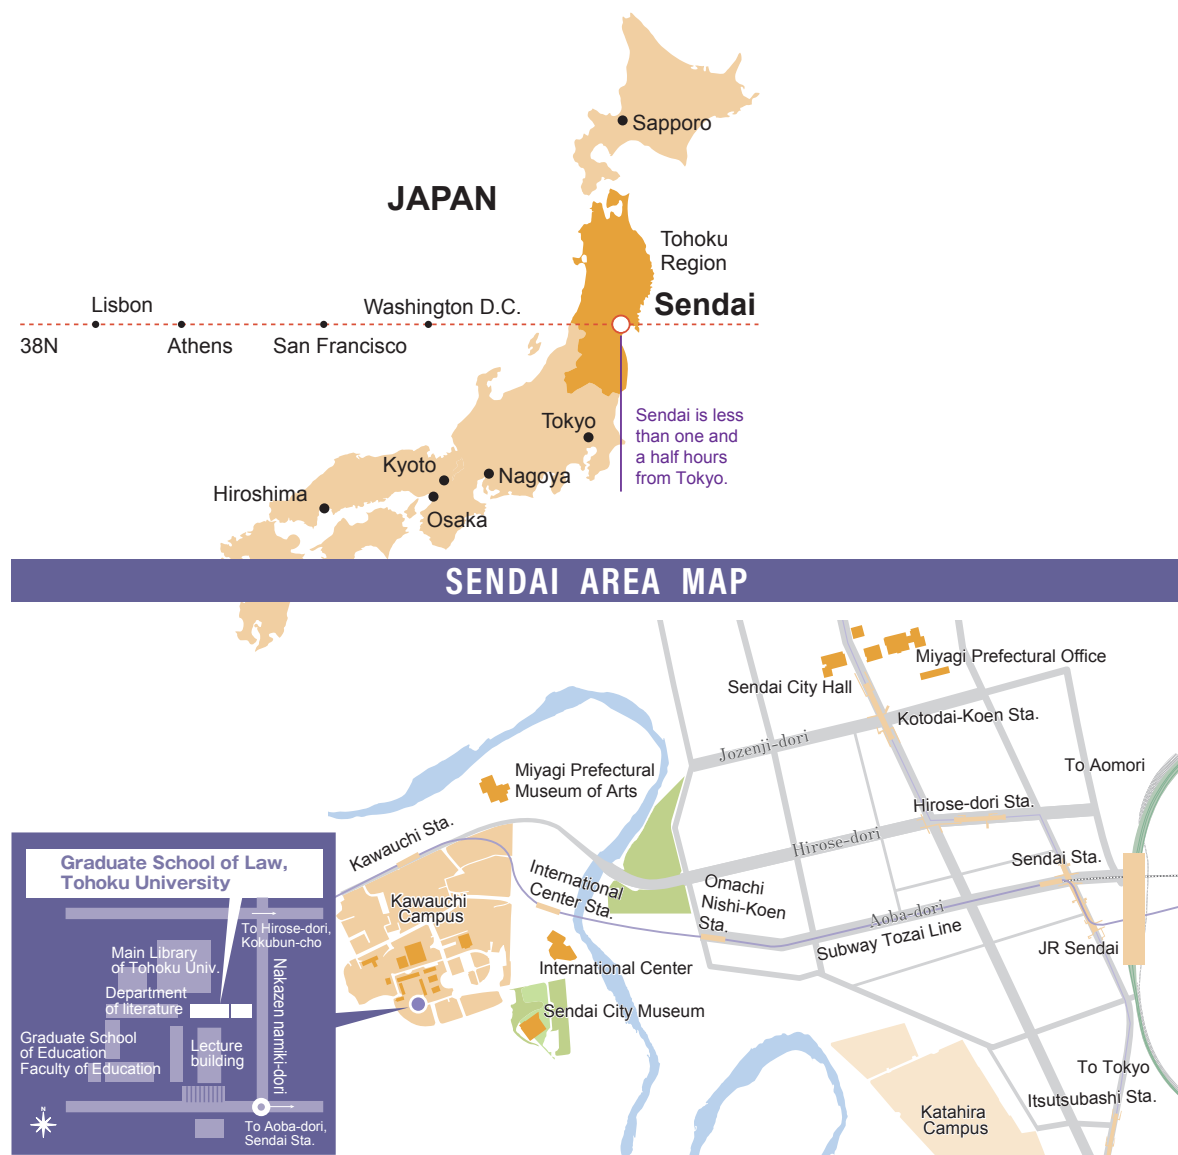 Sapporo
JAPAN
Tohoku
Region
Sendai
Lisbon
Washington D.C.
38N
Athens
San Francisco
Sendai is less
than one and
a half hours
from Tokyo.
Tokyo
Kyoto
Nagoya
Hiroshima
Osaka
SENDAI AREA MAP
Miyagi Prefectural Office
Sendai City Hall
Kotodai-Koen Sta.
Jozenji-dori
To Aomori
Miyagi Prefectural
Museum of Arts
Hirose-dori Sta.
Kawauchi Sta.
Hirose-dori
Sendai Sta.
International
Center Sta.
Omachi
Nishi-Koen
Sta.
Kawauchi
Campus
Aoba-dori
Subway Tozai Line
JR Sendai
International Center
Sendai City Museum
To Tokyo
Itsutsubashi Sta.
Katahira
Campus
Graduate School of Law,
Tohoku University
To Hirose-dori,
Kokubun-cho
Main Library
of Tohoku Univ.
Nakazen namiki-dori
Department
of literature
Graduate School
of Education
Faculty of Education
Lecture
building
N
To Aoba-dori,
Sendai Sta.